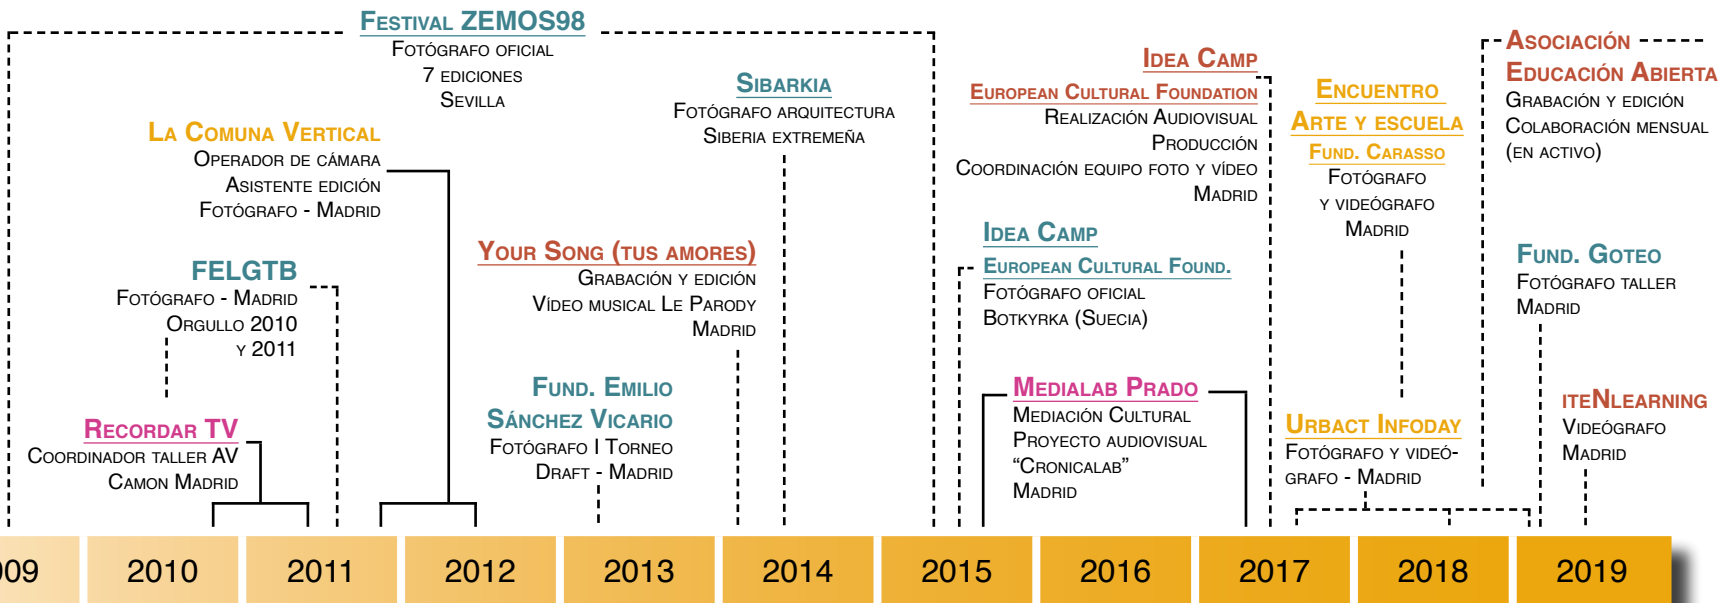 Festival ZEMOS98
Fotógrafo oficial
7 ediciones
Sevilla
La Comuna Vertical
Operador de cámara
Asistente edición
Fotógrafo - Madrid
FELGTB
Fotógrafo - Madrid
Orgullo 2010
y 2011
Recordar TV
Coordinador taller AV
Camon Madrid
Your Song (tus amores)
Grabación y edición
Vídeo musical Le Parody
Madrid
Fund. Emilio
Sánchez Vicario
Fotógrafo I Torneo
Draft - Madrid
Sibarkia
Fotógrafo arquitectura
Siberia extremeña
Idea Camp
European Cultural Foundation
Realización Audiovisual
Producción
Coordinación equipo foto y vídeo
Madrid
Idea Camp
European Cultural Found.
Fotógrafo oficial
Botkyrka (Suecia)
Medialab Prado
Mediación Cultural
Proyecto audiovisual
“Cronicalab”
Madrid
Encuentro
Arte y escuela
Fund. Carasso
Fotógrafo
y videógrafo
Madrid
Urbact Infoday
Fotógrafo y videó-
grafo - Madrid
Asociación
Educación Abierta
Grabación y edición
Colaboración mensual
(en activo)
Fund. Goteo
Fotógrafo taller
Madrid
iteNlearning
Videógrafo
Madrid
09
2010
2011
2012
2013
2014
2015
2016
2017
2018
2019